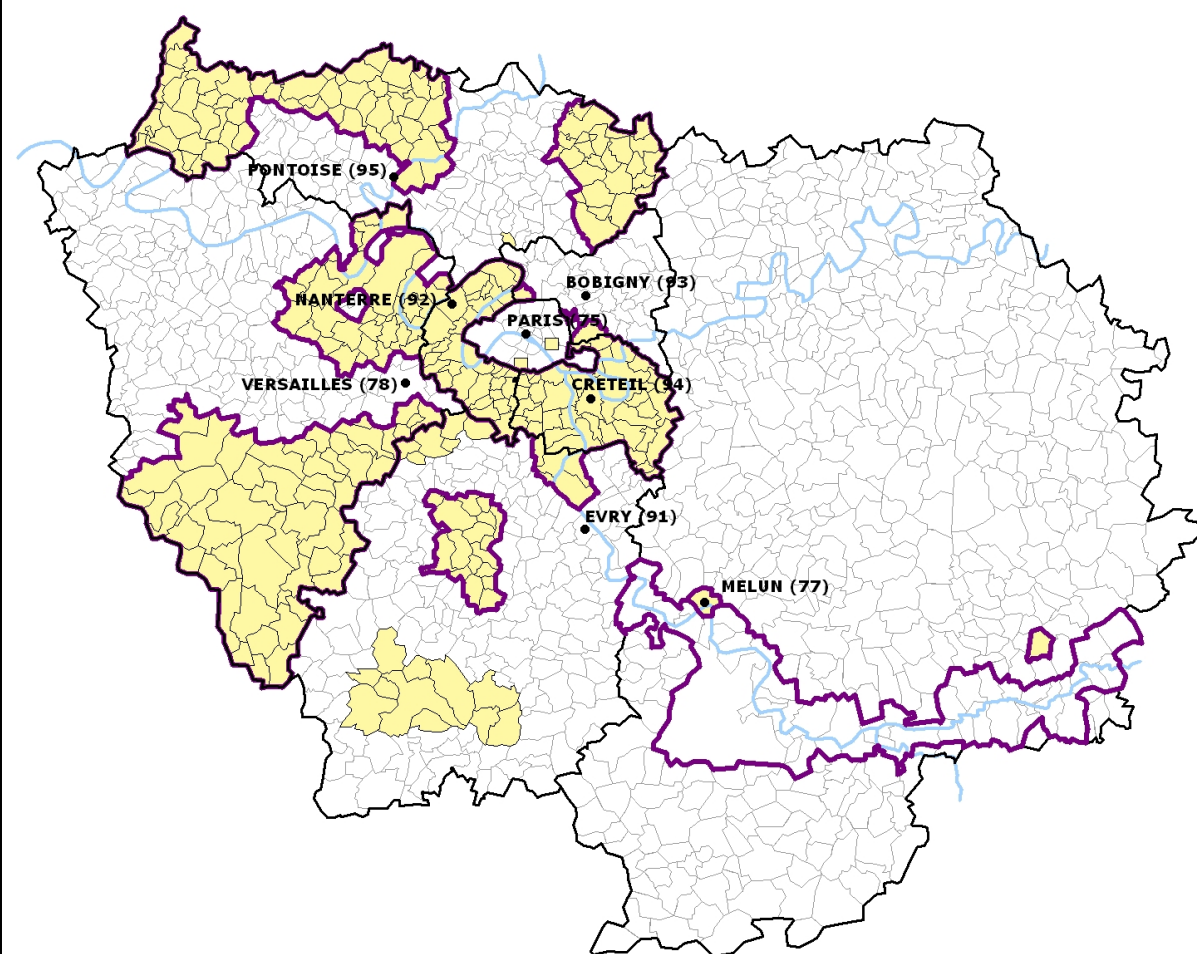 PONTOISE (95)
BOBIGNY (93)
NANTERRE (92)
PARIS (75)
VERSAILLES (78)
CRETEIL (94)
EVRY (91)
MELUN (77)